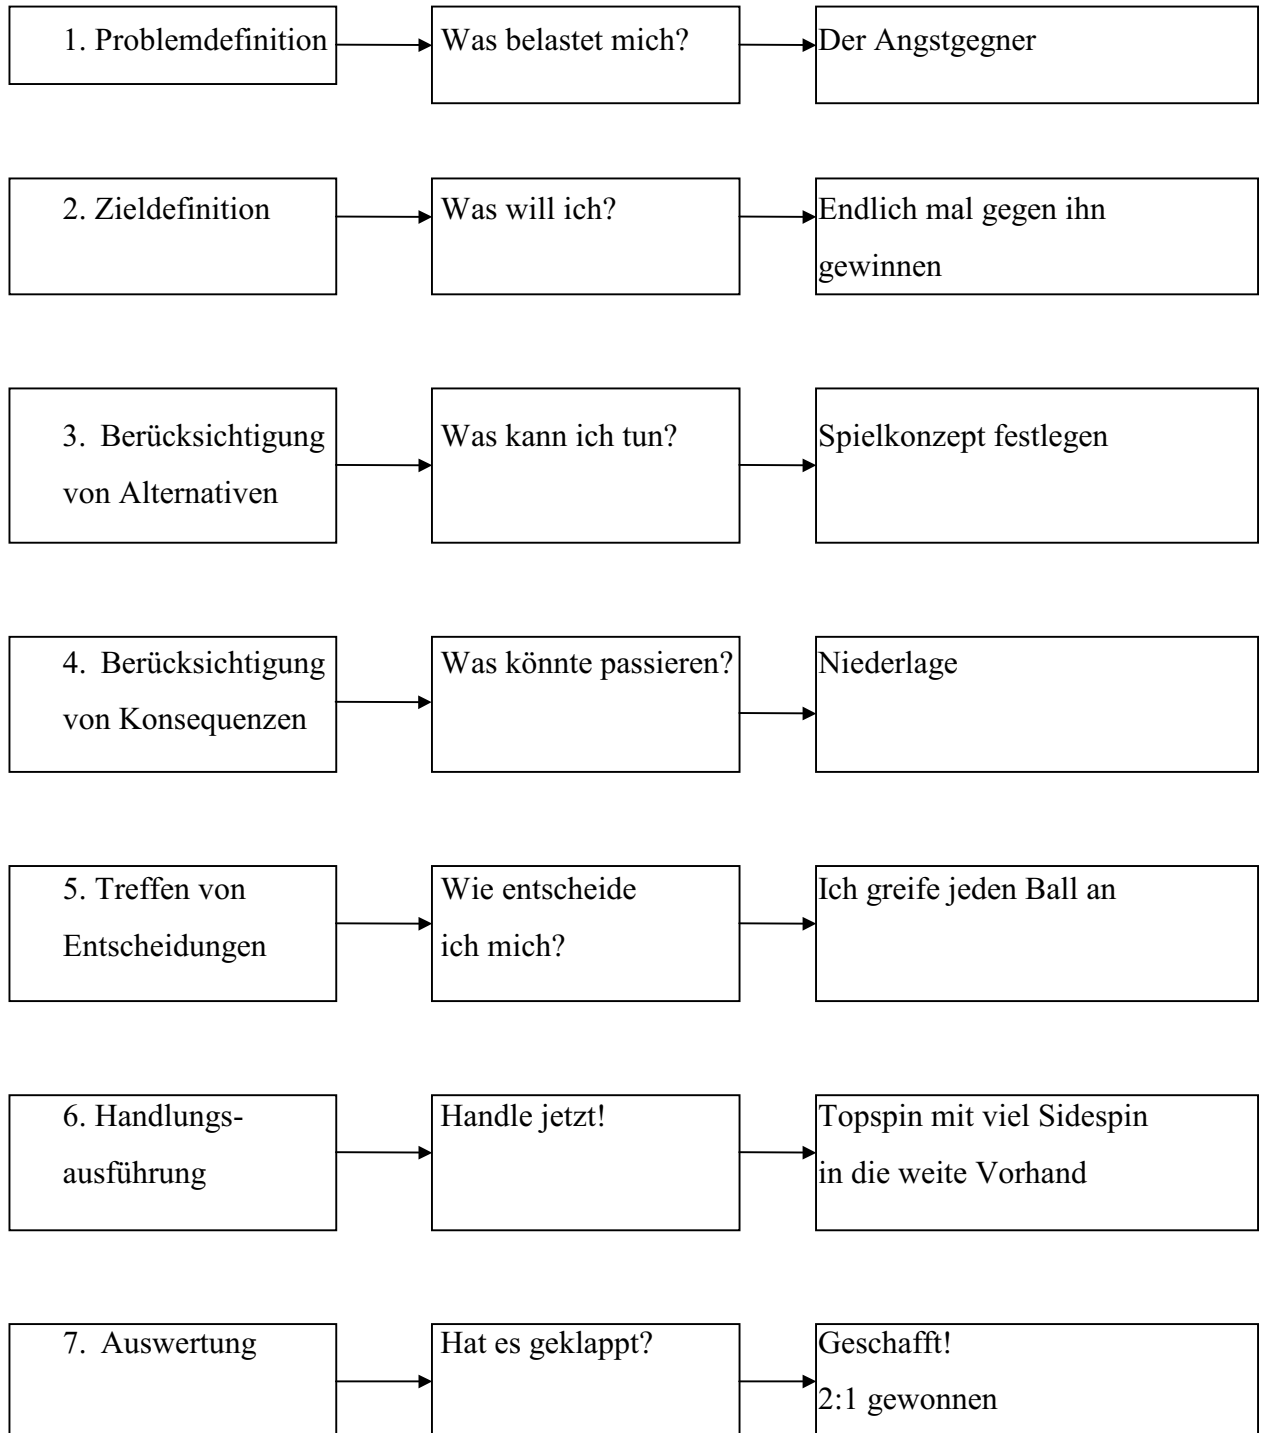 1. Problemdefinition
Was belastet mich?
Der Angstgegner
2. Zieldefinition
Was will ich?
Endlich mal gegen ihn
gewinnen
3. Berücksichtigung
von Alternativen
Was kann ich tun?
Spielkonzept festlegen
4. Berücksichtigung
von Konsequenzen
Was könnte passieren?
Niederlage
5. Treffen von
Entscheidungen
Wie entscheide
ich mich?
Ich greife jeden Ball an
6. Handlungs-
ausführung
Handle jetzt!
Topspin mit viel Sidespin
in die weite Vorhand
7. Auswertung
Hat es geklappt?
Geschafft!
2:1 gewonnen